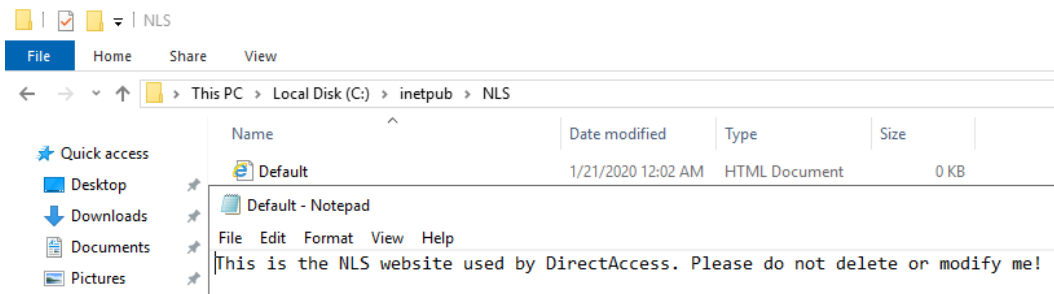 NLS
File Home Share View
This PC > Local Disk (C:) > inetpub > NLS
Name Date modified Type Size
Quick access
Default 1/21/2020 12:02 AM HTML Document 0 KB
Desktop
Default - Notepad
Downloads
File Edit Format View Help
Documents
This is the NLS website used by DirectAccess. Please do not delete or modify me!
Pictures